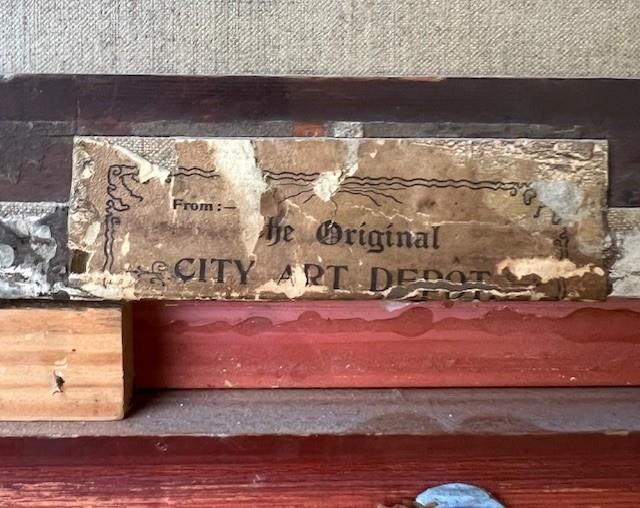 From :—
he Original
CITY ART DEPOT